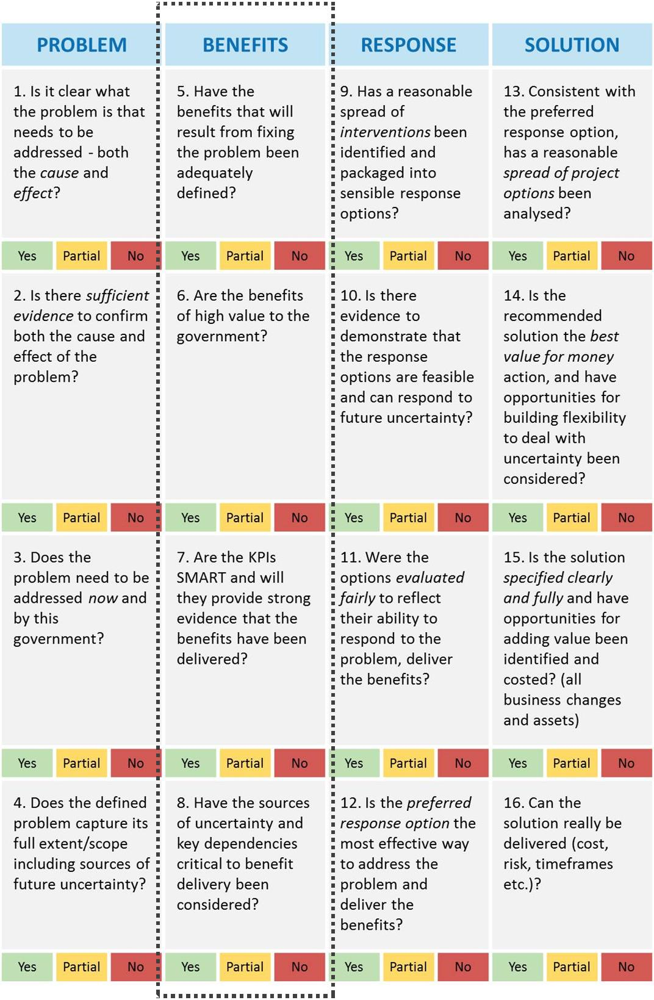 PROBLEM
BENEFITS
RESPONSE
SOLUTION
1. Is it clear what
the problem is that
needs to be
addressed - both
the cause and
effect?
5. Have the
benefits that will
result from fixing
the problem been
adequately
defined?
9. Has a reasonable
spread of
interventions been
identified and
packaged into
sensible response
options?
13. Consistent with
the preferred
response option,
has a reasonable
spread of project
options been
analysed?
Yes Partial No
Yes Partial No
Yes Partial No
Yes Partial No
2. Is there sufficient
evidence to confirm
both the cause and
effect of the
problem?
6. Are the benefits
of high value to the
government?
10. Is there
evidence to
demonstrate that
the response
options are feasible
and can respond to
future uncertainty?
14. Is the
recommended
solution the best
value for money
action, and have
opportunities for
building flexibility
to deal with
uncertainty been
considered?
Yes Partial No
Yes Partial No
Yes Partial No
Yes Partial No
3. Does the
problem need to be
addressed now and
by this
government?
7. Are the KPIs
SMART and will
they provide strong
evidence that the
benefits have been
delivered?
11. Were the
options evaluated
fairly to reflect
their ability to
respond to the
problem, deliver
the benefits?
15. Is the solution
specified clearly
and fully and have
opportunities for
adding value been
identified and
costed? (all
business changes
and assets)
Yes Partial No
Yes Partial No
Yes Partial No
Yes Partial No
4. Does the defined
problem capture its
full extent/scope
including sources of
future uncertainty?
8. Have the sources
of uncertainty and
key dependencies
critical to benefit
delivery been
considered?
12. Is the preferred
response option the
most effective way
to address the
problem and
deliver the
benefits?
16. Can the
solution really be
delivered (cost,
risk, timeframes
etc.)?
Yes Partial No
Yes Partial No
Yes Partial No
Yes Partial No